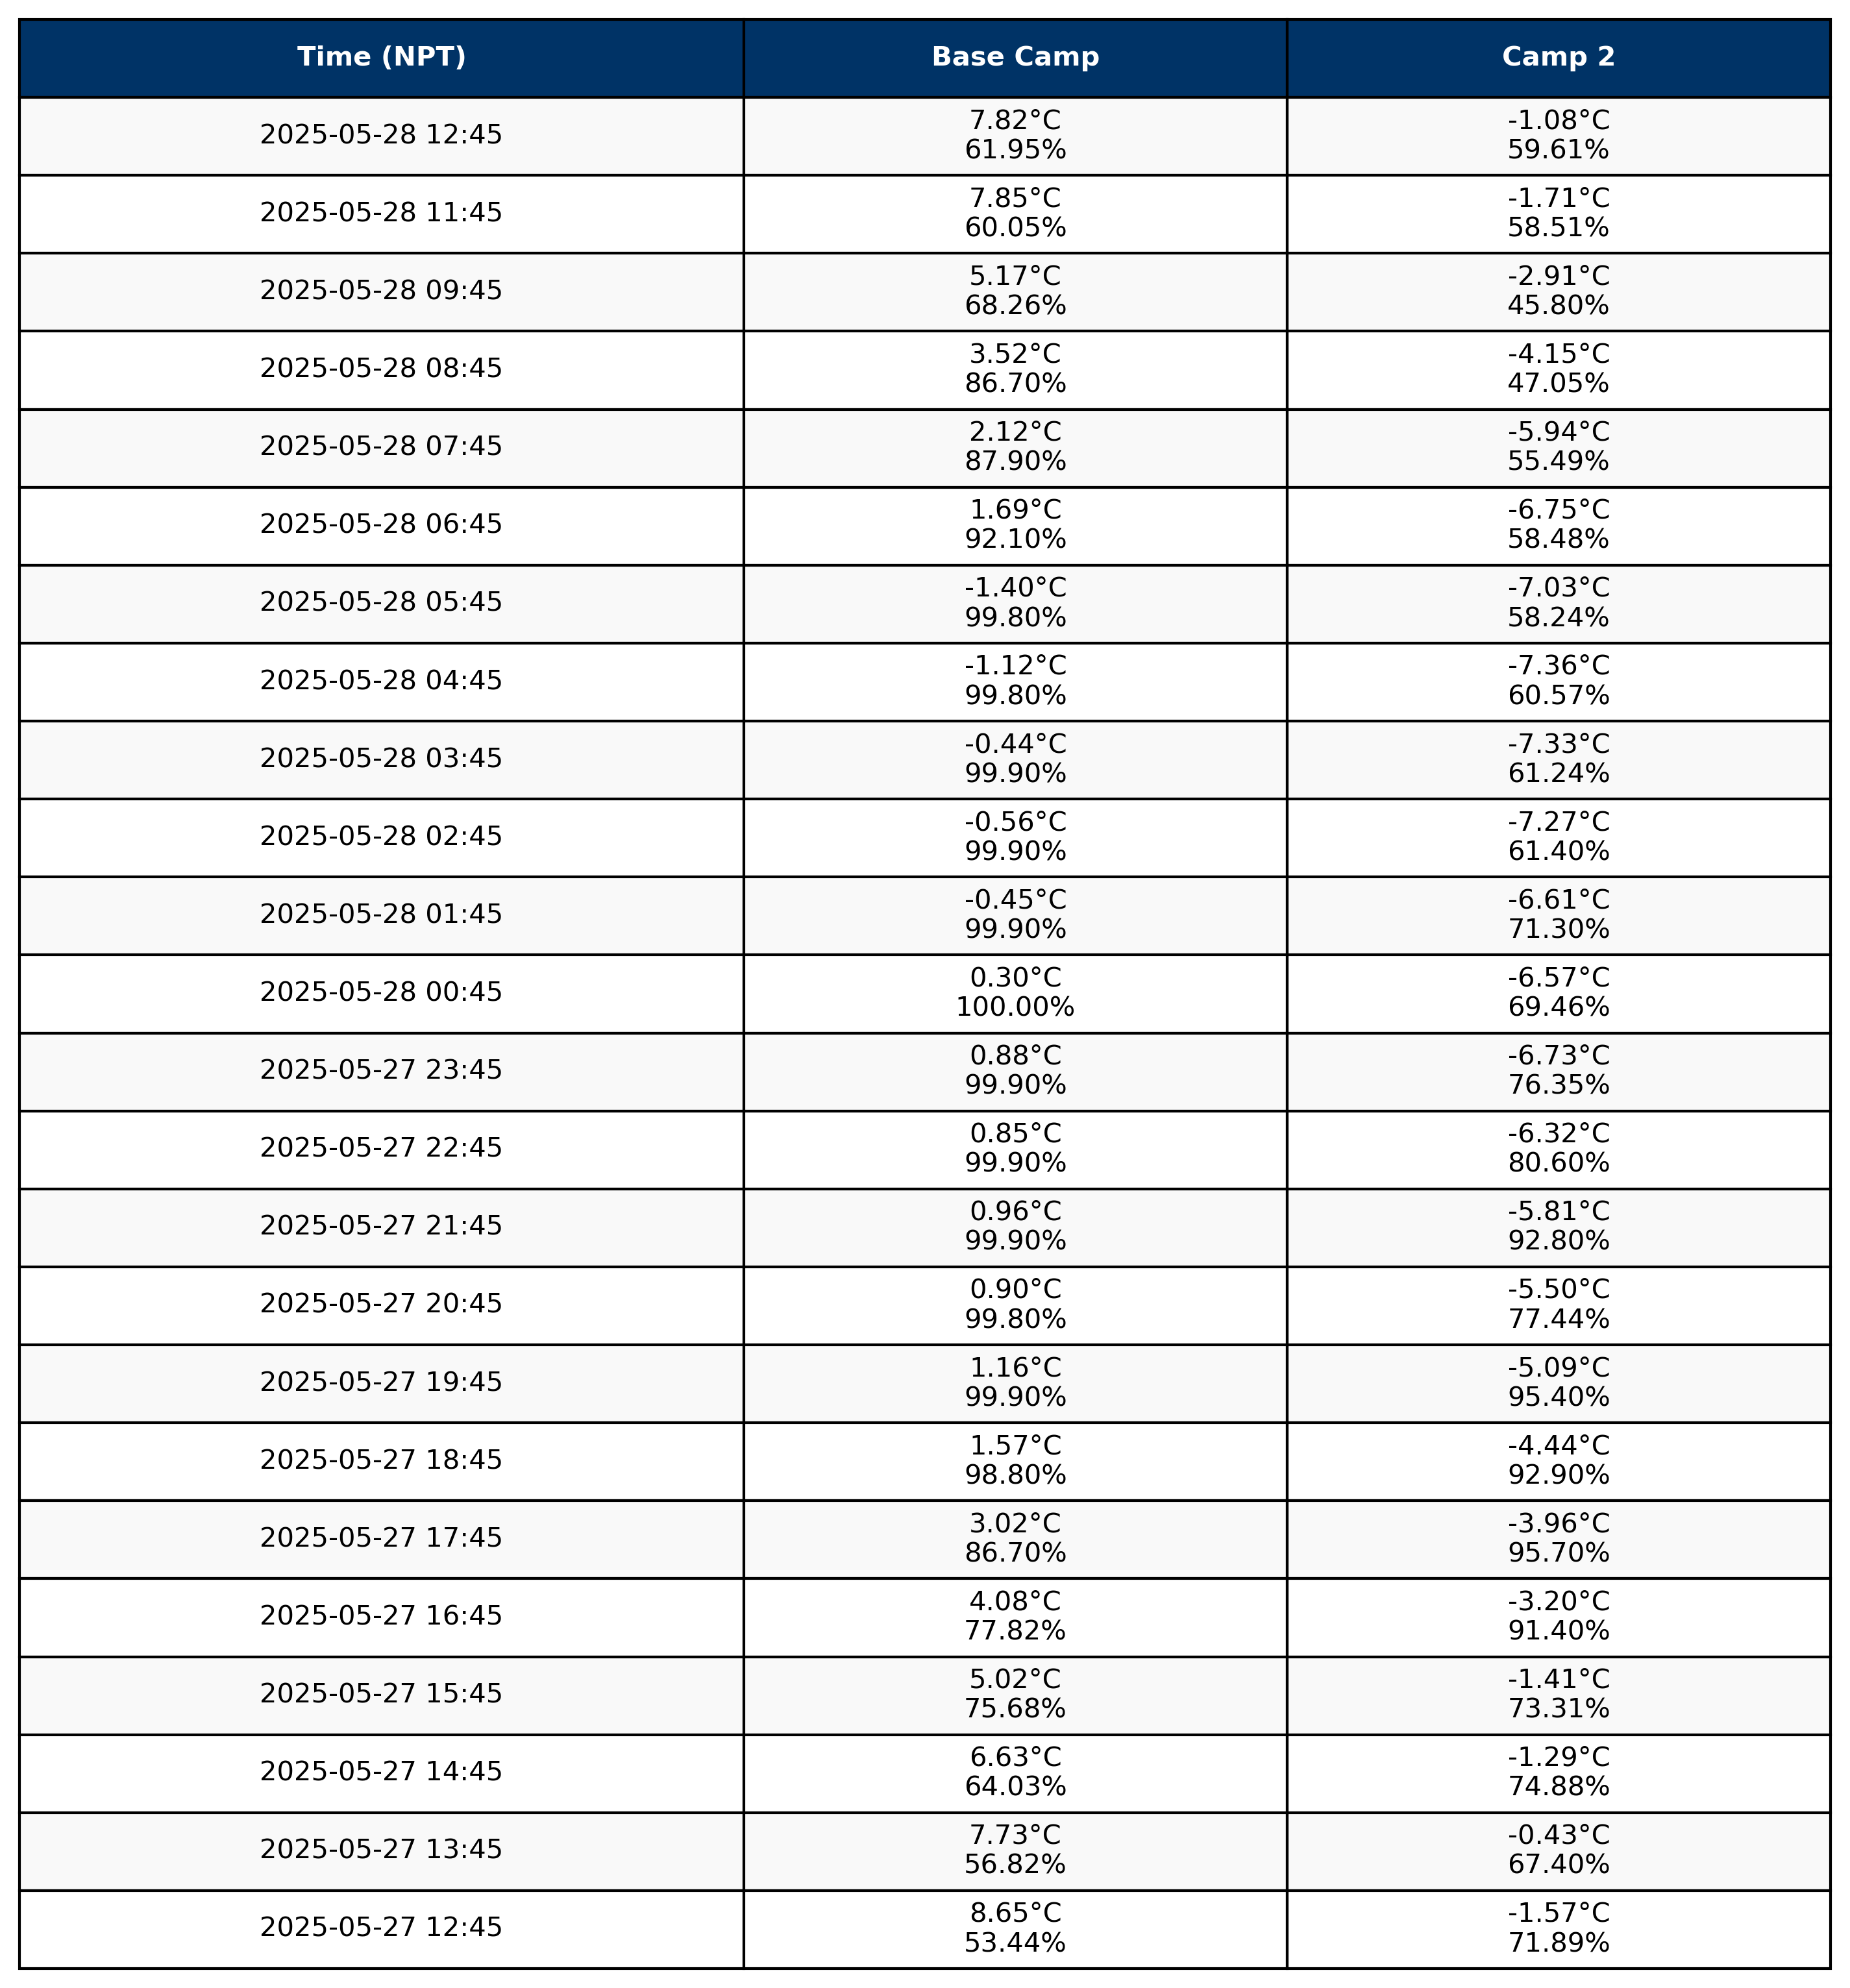 Time (NPT) Base Camp Camp 2
2025-05-28 12:45 7.82°C -1.08°C
61.95% 59.61%
2025-05-28 11:45 7.85°C -1.71°C
60.05% 58.51%
2025-05-28 09:45 5.17°C -2.91°C
68.26% 45.80%
2025-05-28 08:45 3.52°C -4.15°C
86.70% 47.05%
2025-05-28 07:45 2.12°C -5.94°C
87.90% 55.49%
2025-05-28 06:45 1.69°C -6.75°C
92.10% 58.48%
2025-05-28 05:45 -1.40°C -7.03°C
99.80% 58.24%
2025-05-28 04:45 -1.12°C -7.36°C
99.80% 60.57%
2025-05-28 03:45 -0.44°C -7.33°C
99.90% 61.24%
2025-05-28 02:45 -0.56°C -7.27°C
99.90% 61.40%
2025-05-28 01:45 -0.45°C -6.61°C
99.90% 71.30%
2025-05-28 00:45 0.30°C -6.57°C
100.00% 69.46%
2025-05-27 23:45 0.88°C -6.73°C
99.90% 76.35%
2025-05-27 22:45 0.85°C -6.32°C
99.90% 80.60%
2025-05-27 21:45 0.96°C -5.81°C
99.90% 92.80%
2025-05-27 20:45 0.90°C -5.50°C
99.80% 77.44%
2025-05-27 19:45 1.16°C -5.09°C
99.90% 95.40%
2025-05-27 18:45 1.57°C -4.44°C
98.80% 92.90%
2025-05-27 17:45 3.02°C -3.96°C
86.70% 95.70%
2025-05-27 16:45 4.08°C -3.20°C
77.82% 91.40%
2025-05-27 15:45 5.02°C -1.41°C
75.68% 73.31%
2025-05-27 14:45 6.63°C -1.29°C
64.03% 74.88%
2025-05-27 13:45 7.73°C -0.43°C
56.82% 67.40%
2025-05-27 12:45 8.65°C -1.57°C
53.44% 71.89%